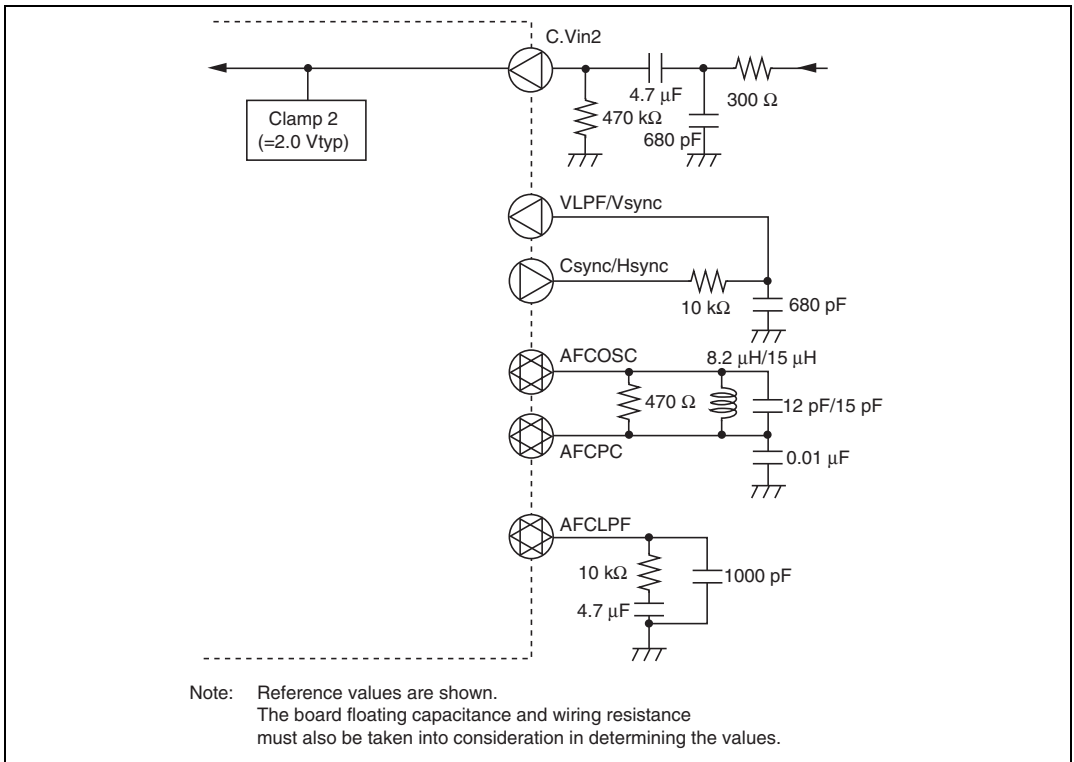 C.Vin2
4.7 μF
300 Ω
Clamp 2
(=2.0 Vtyp)
470 kΩ
680 pF
VLPF/Vsync
Csync/Hsync
10 kΩ
680 pF
AFCOSC
8.2 μH/15 μH
470 Ω
12 pF/15 pF
AFCPC
0.01 μF
AFCLPF
10 kΩ
1000 pF
4.7 μF
Note: Reference values are shown.
The board floating capacitance and wiring resistance
must also be taken into consideration in determining the values.